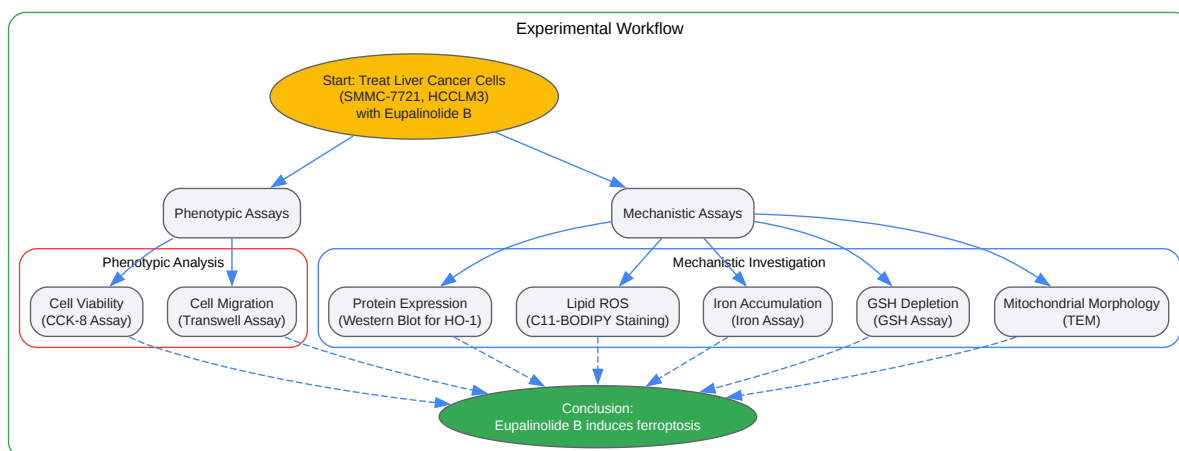 Experimental Workflow
Start: Treat Liver Cancer Cells
(SMMC-7721, HCCLM3)
with Eupalinolide B
Phenotypic Assays
Mechanistic Assays
Phenotypic Analysis
Mechanistic Investigation
Cell Viability
(CCK-8 Assay)
Cell Migration
(Transwell Assay)
Protein Expression
(Western Blot for HO-1)
Lipid ROS
(C11-BODIPY Staining)
Iron Accumulation
(Iron Assay)
GSH Depletion
(GSH Assay)
Mitochondrial Morphology
(TEM)
Conclusion:
Eupalinolide B induces ferroptosis